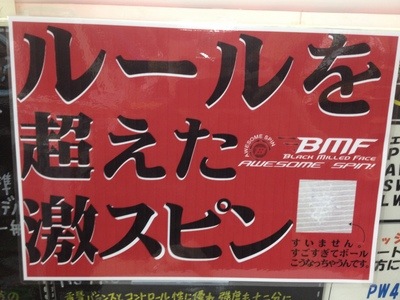 ルールを
超えた
激スピン
AWESOME SPIN
BMF
BLACK MILLED FACE
AWESOME SPIN!
すいません。
すごすぎてボール
こうなっちゃうんです。
PW4